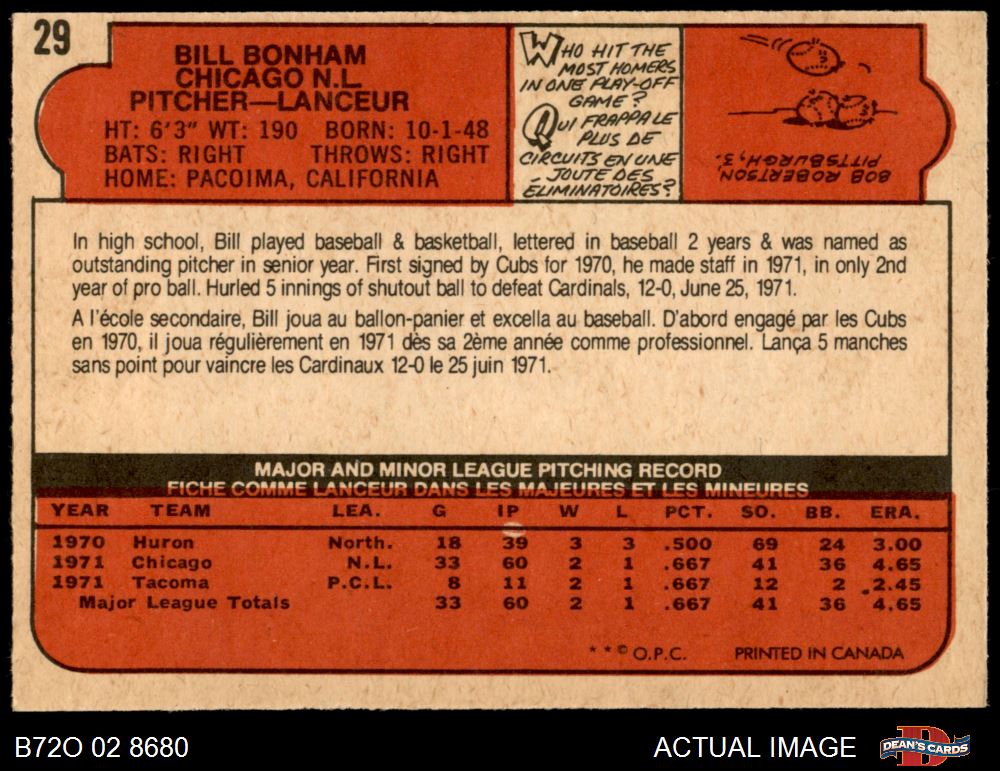 29
BILL BONHAM
CHICAGO N.L.
PITCHER—LANCEUR
HT: 6'3" WT: 190 BORN: 10-1-48
BATS: RIGHT THROWS: RIGHT
HOME: PACOIMA, CALIFORNIA
WHO HIT THE
MOST HOMERS
IN ONE PLAY-OFF
GAME?
QUI FRAPPA LE
PLUS DE
CIRCUITS EN UNE
JOUTE DES
ÉLIMINATOIRES?
BOB ROBERTSON
PITTSBURGH, 3.
In high school, Bill played baseball & basketball, lettered in baseball 2 years & was named as
outstanding pitcher in senior year. First signed by Cubs for 1970, he made staff in 1971, in only 2nd
year of pro ball. Hurled 5 innings of shutout ball to defeat Cardinals, 12-0, June 25, 1971.
A l'école secondaire, Bill joua au ballon-panier et excella au baseball. D'abord engagé par les Cubs
en 1970, il joua régulièrement en 1971 dès sa 2ème année comme professionnel. Lança 5 manches
sans point pour vaincre les Cardinaux 12-0 le 25 juin 1971.
MAJOR AND MINOR LEAGUE PITCHING RECORD
FICHE COMME LANCEUR DANS LES MAJEURES ET LES MINEURES
YEAR TEAM LEA. G IP W L PCT. SO. BB. ERA.
1970 Huron North. 18 39 3 3 .500 69 24 3.00
1971 Chicago N.L. 33 60 2 1 .667 41 36 4.65
1971 Tacoma P.C.L. 8 11 2 1 .667 12 2 2.45
Major League Totals 33 60 2 1 .667 41 36 4.65
* * © O.P.C. PRINTED IN CANADA
B72O 02 8680 ACTUAL IMAGE DEAN'S CARDS